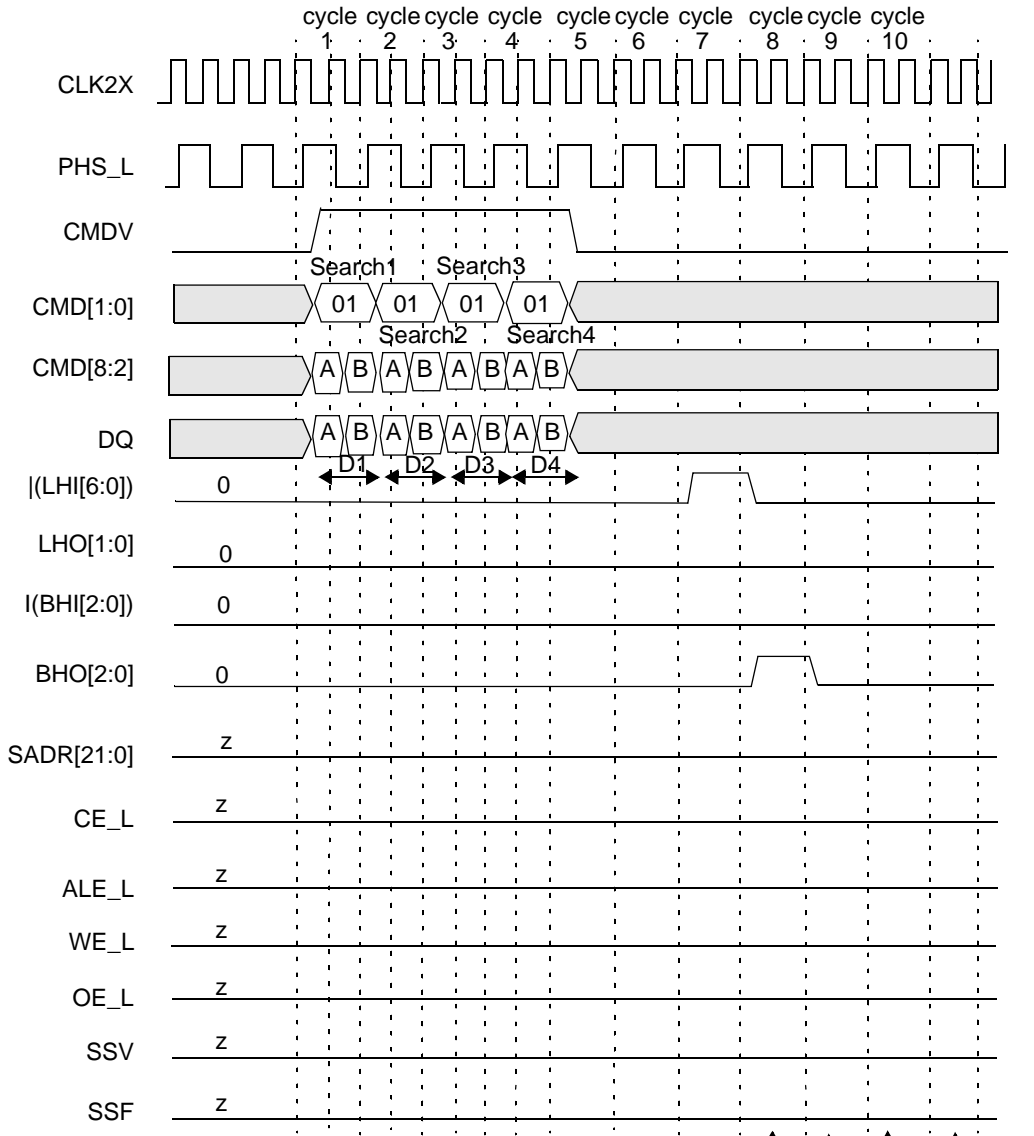 cycle cycle cycle cycle cycle cycle cycle cycle cycle cycle
1 2 3 4 5 6 7 8 9 10
CLK2X
PHS_L
CMDV
Search1 Search3
CMD[1:0] 01 01 01 01
Search2 Search4
CMD[8:2] A B A B A B A B
DQ A B A B A B A B
D1 D2 D3 D4
|(LHI[6:0]) 0
LHO[1:0] 0
I(BHI[2:0]) 0
BHO[2:0] 0
SADR[21:0] z
CE_L z
ALE_L z
WE_L z
OE_L z
SSV z
SSF z